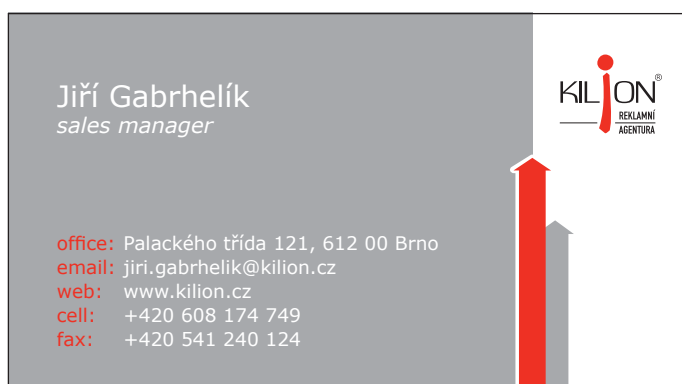 Jiří Gabrhelík
sales manager
KILION®
REKLAMNÍ
AGENTURA
office: Palackého třída 121, 612 00 Brno
email: jiri.gabrhelik@kilion.cz
web: www.kilion.cz
cell: +420 608 174 749
fax: +420 541 240 124